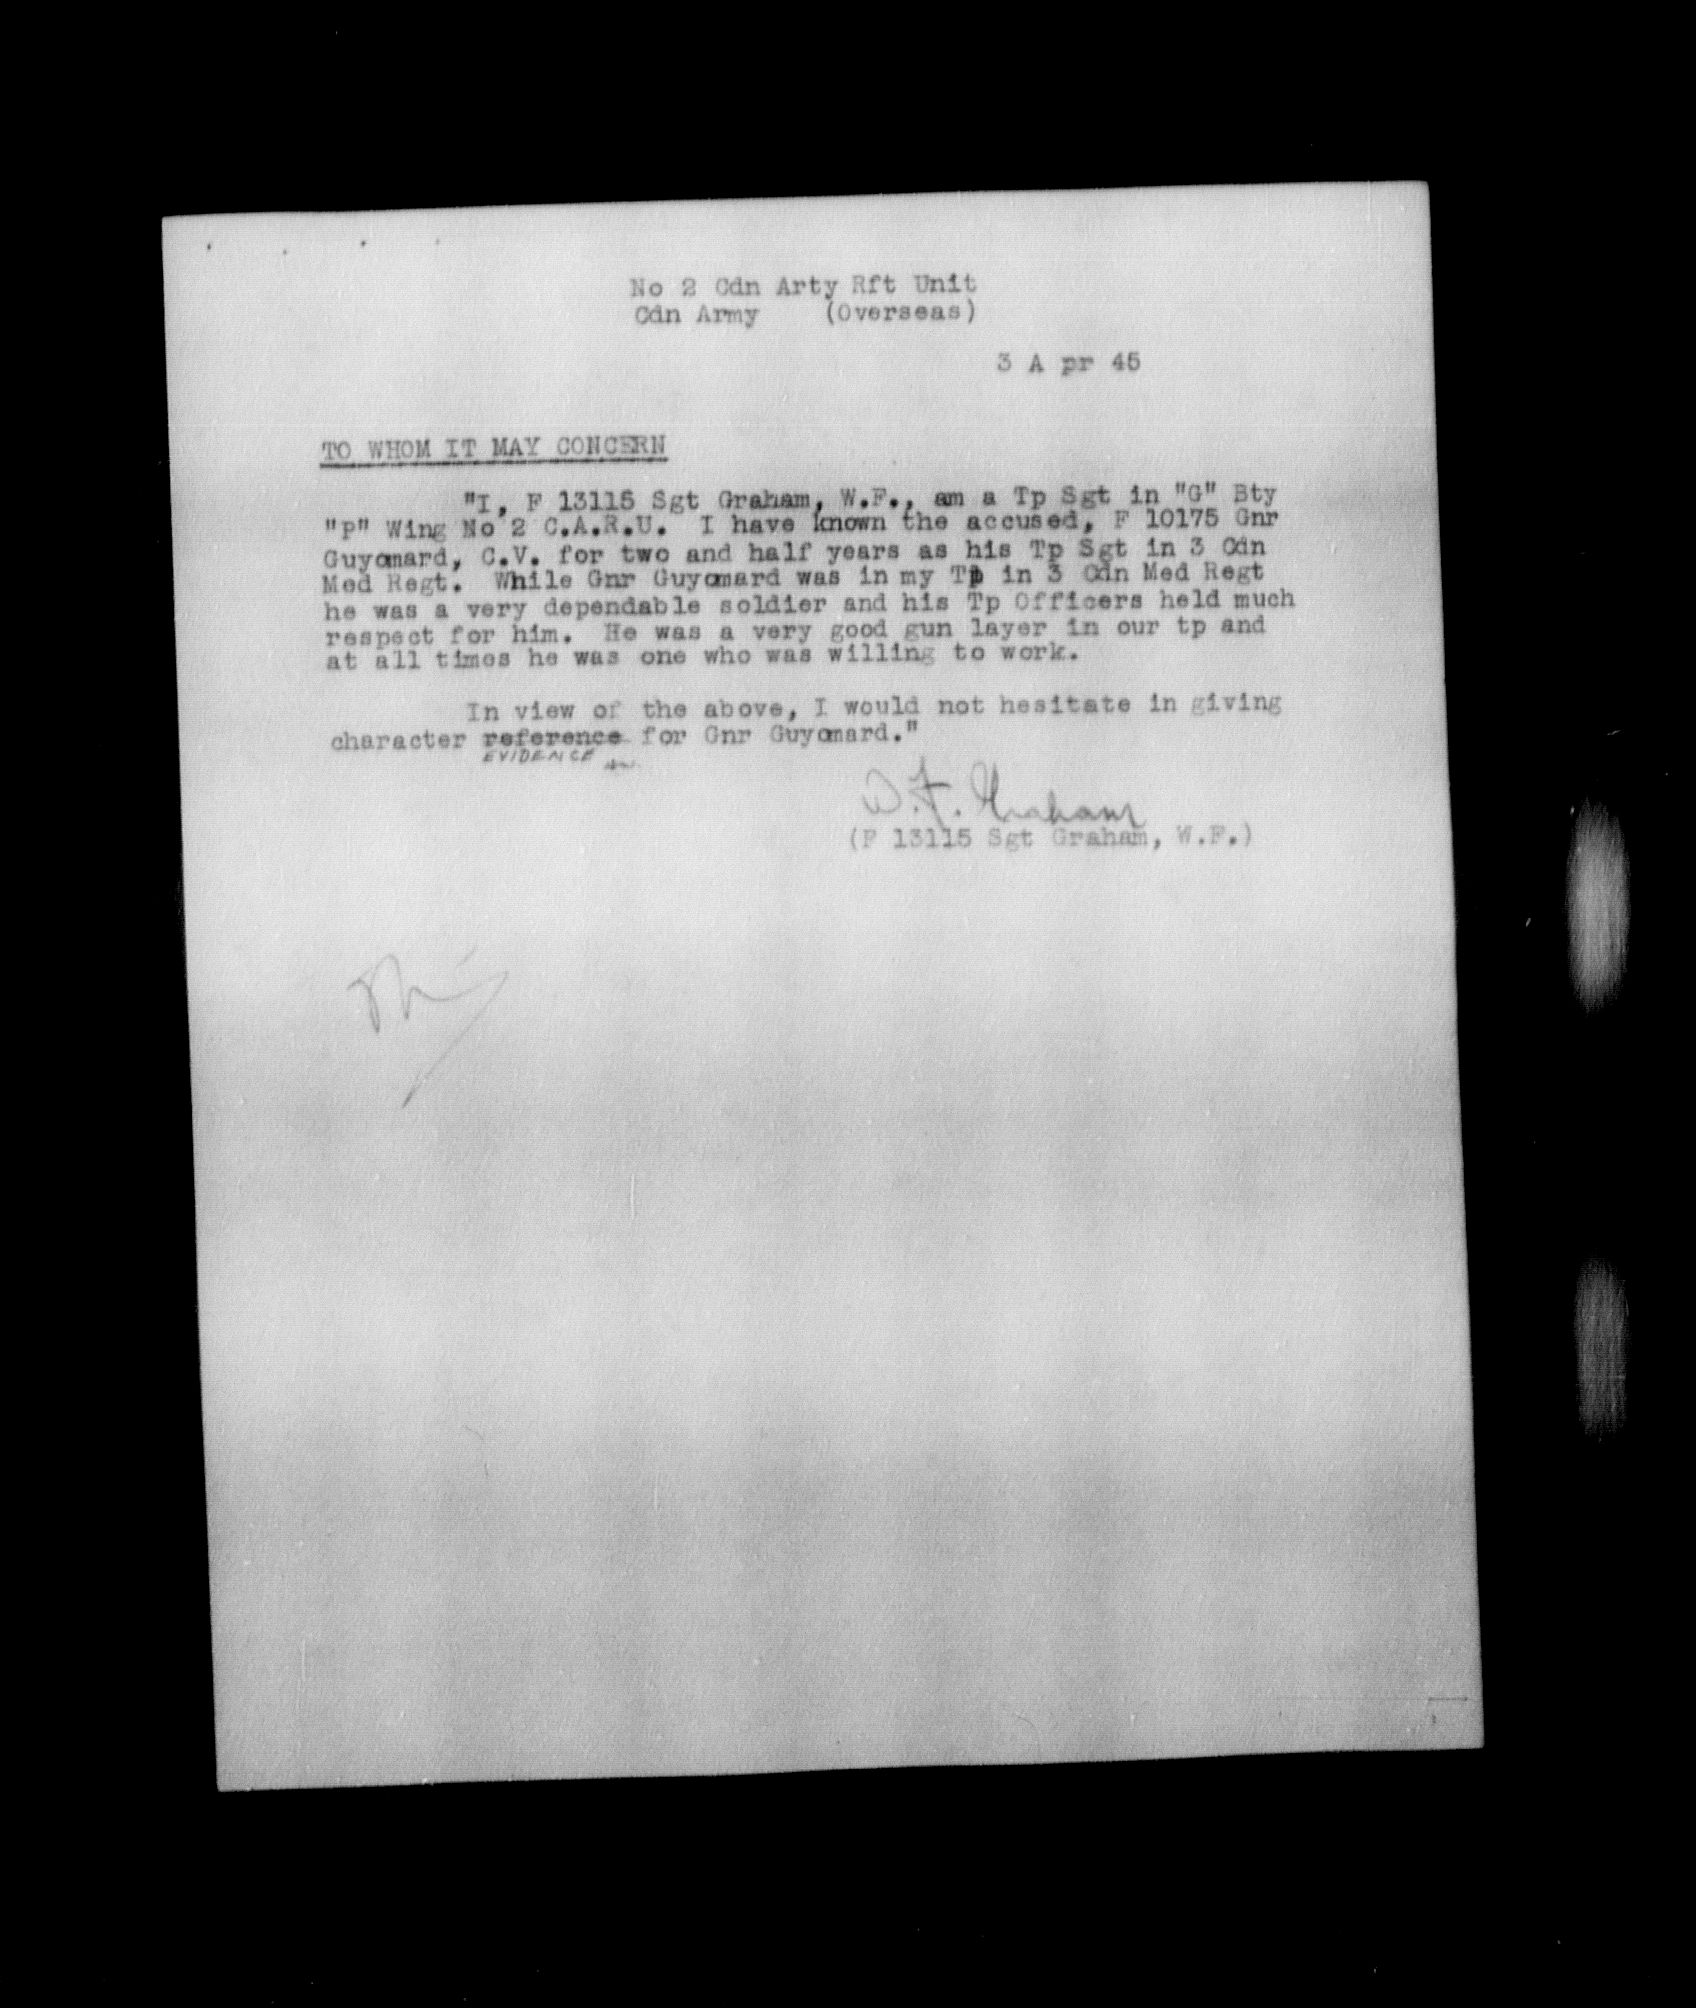 No 2 Cdn Arty Rft Unit
Cdn Army (Overseas)
3 A pr 45
TO WHOM IT MAY CONCERN
"I, F 13115 Sgt Graham, W.F., am a Tp Sgt in "G" Bty
"P" Wing No 2 C.A.R.U. I have known the accused, F 10175 Gnr
Guyomard, C.V. for two and half years as his Tp Sgt in 3 Cdn
Med Regt. While Gnr Guyomard was in my Tp in 3 Cdn Med Regt
he was a very dependable soldier and his Tp Officers held much
respect for him. He was a very good gun layer in our tp and
at all times he was one who was willing to work.
In view of the above, I would not hesitate in giving
character reference for Gnr Guyomard."
EVIDENCE
W.F. Graham
(F 13115 Sgt Graham, W.F.)